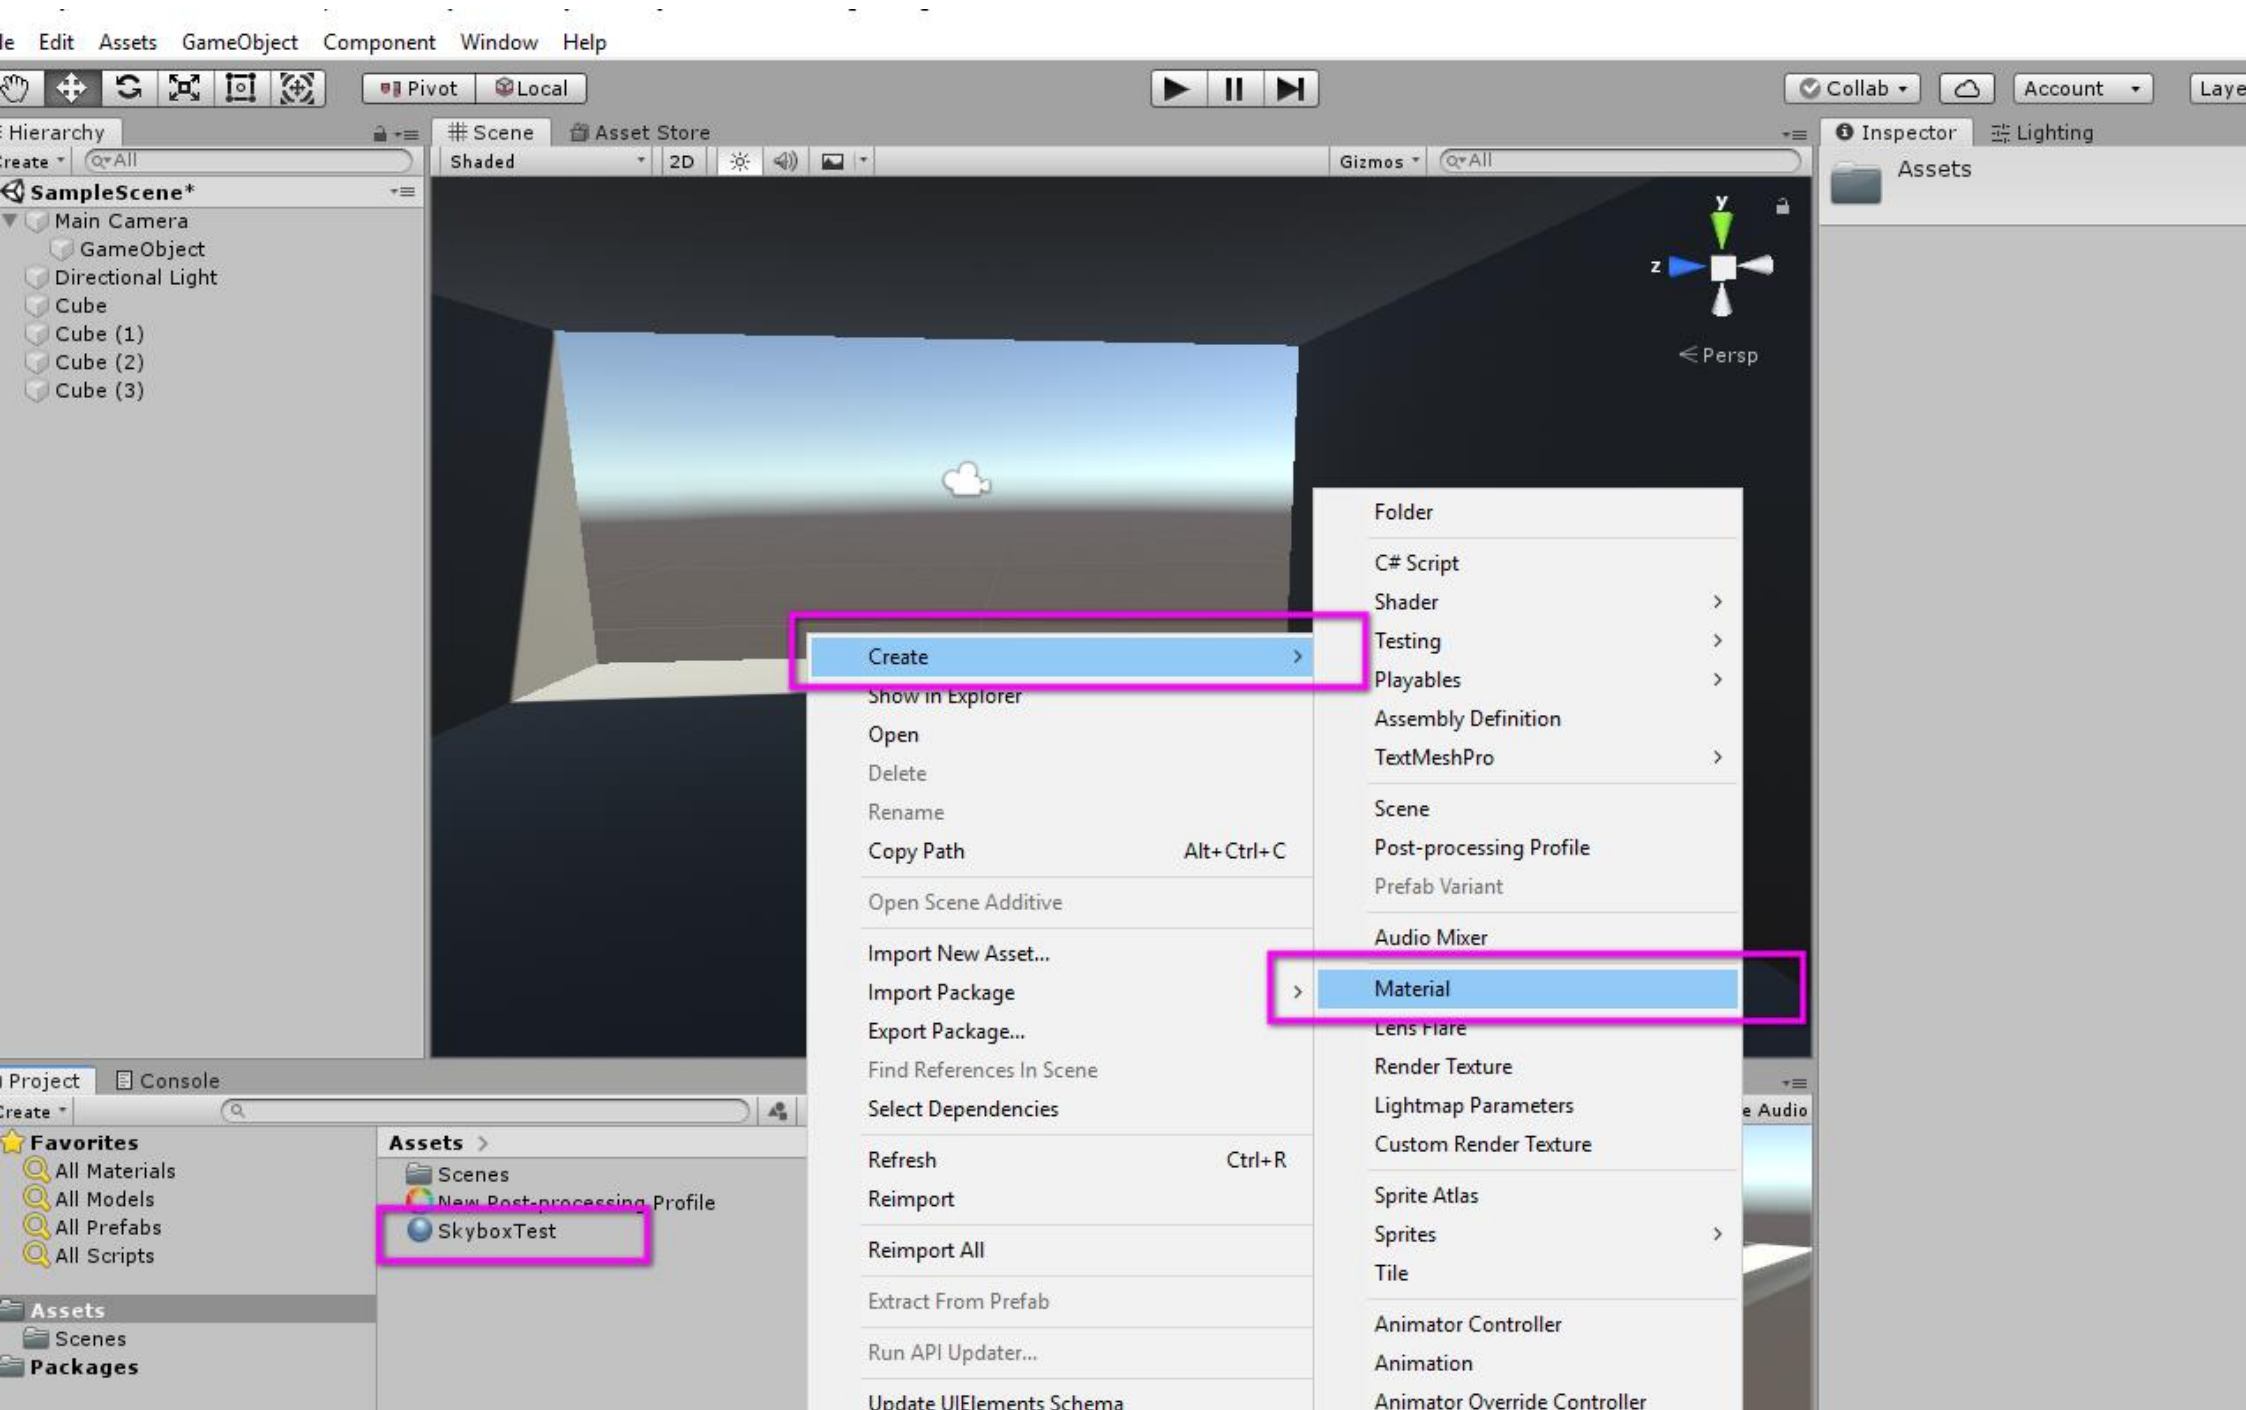 Edit Assets GameObject Component Window Help
Pivot Local
Collab Account
Hierarchy
Scene Asset Store
Inspector Lighting
All
Shaded 2D
Gizmos All
SampleScene*
Assets
Main Camera
GameObject
Directional Light
Cube
Cube (1)
Cube (2)
Cube (3)
y
z
Persp
Create
Show in Explorer
Open
Delete
Rename
Copy Path Alt+Ctrl+C
Open Scene Additive
Import New Asset...
Import Package
Export Package...
Find References In Scene
Select Dependencies
Refresh Ctrl+R
Reimport
Reimport All
Extract From Prefab
Run API Updater...
Update UIElements Schema
Folder
C# Script
Shader
Testing
Playables
Assembly Definition
TextMeshPro
Scene
Post-processing Profile
Prefab Variant
Audio Mixer
Material
Lens Flare
Render Texture
Lightmap Parameters
Custom Render Texture
Sprite Atlas
Sprites
Tile
Animator Controller
Animation
Animator Override Controller
Project Console
Audio
Favorites
All Materials
All Models
All Prefabs
All Scripts
Assets
Scenes
Packages
Assets >
Scenes
New Post-processing Profile
SkyboxTest